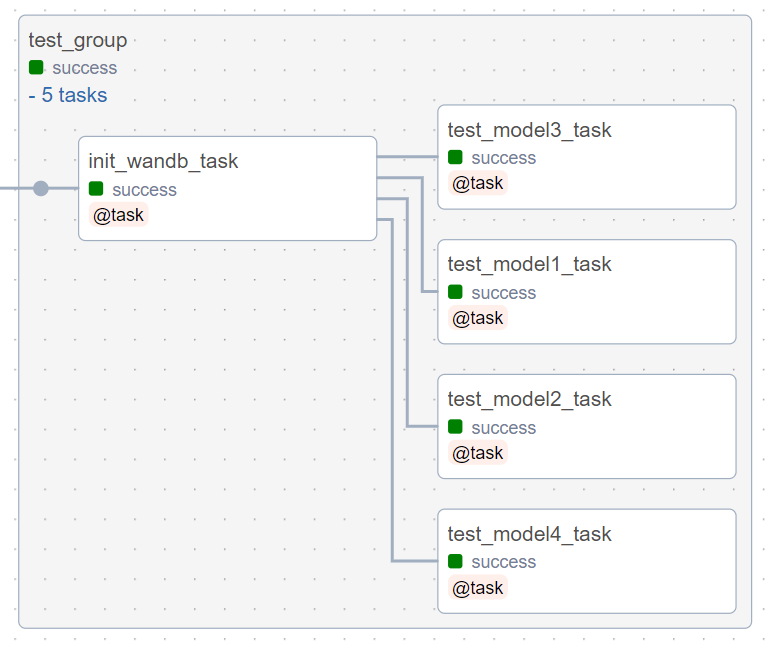 test_group
success
- 5 tasks
init_wandb_task
success
@task
test_model3_task
success
@task
test_model1_task
success
@task
test_model2_task
success
@task
test_model4_task
success
@task